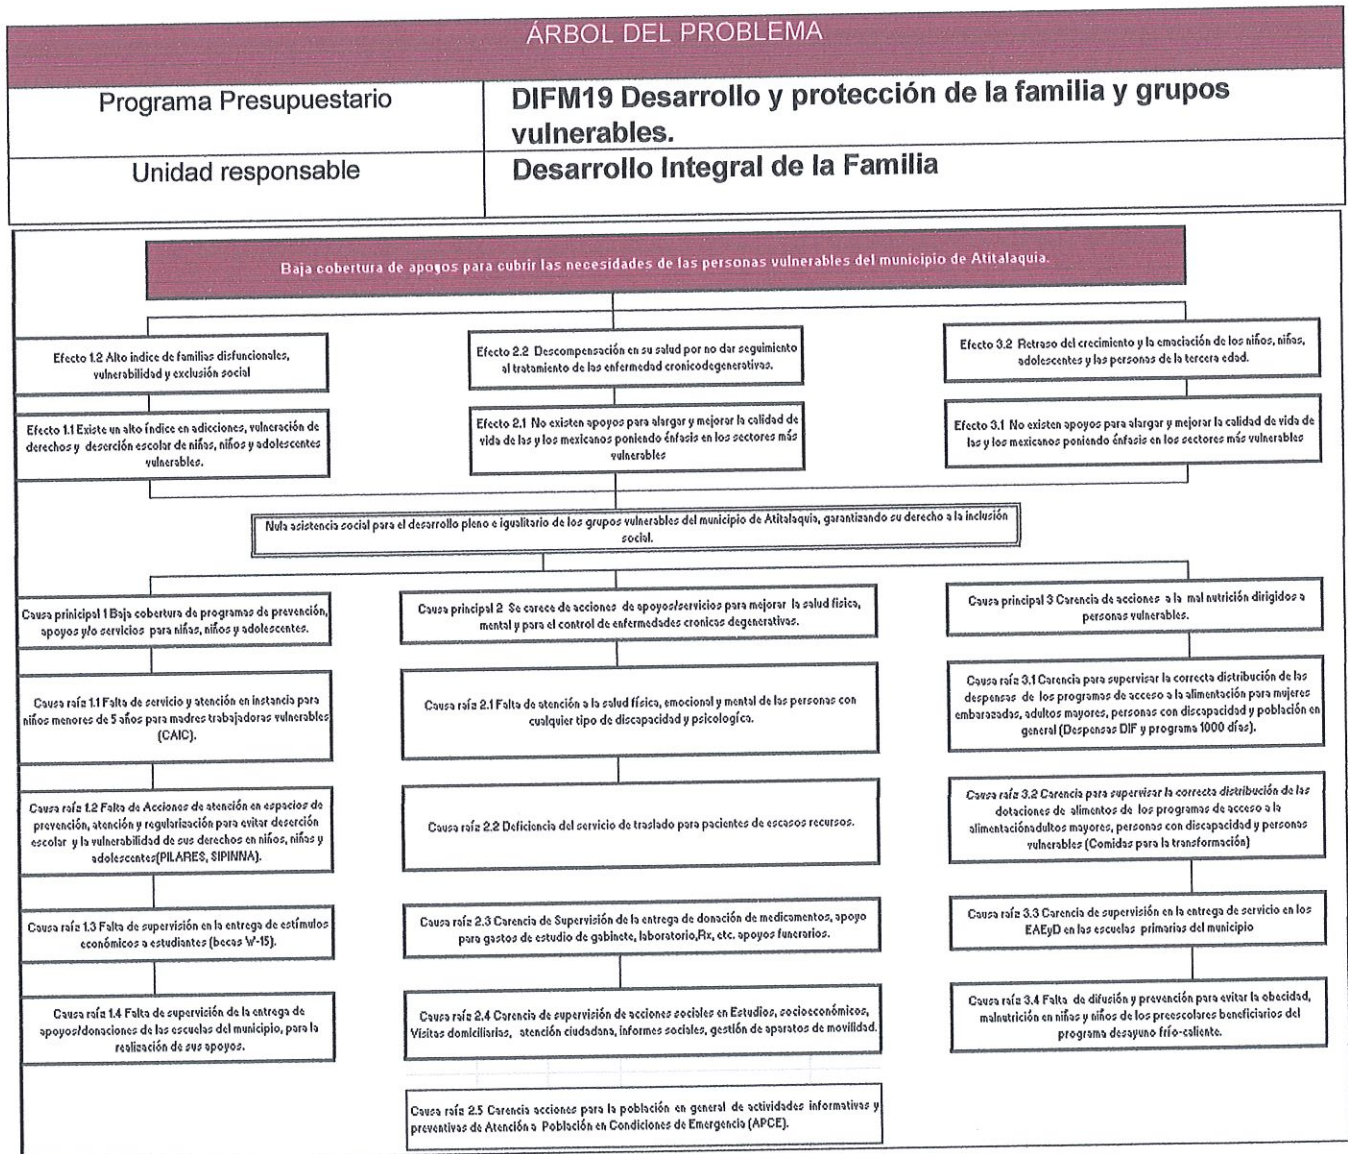 ÁRBOL DEL PROBLEMA
Programa Presupuestario
DIFM19 Desarrollo y protección de la familia y grupos
vulnerables.
Unidad responsable
Desarrollo Integral de la Familia
Baja cobertura de apoyos para cubrir las necesidades de las personas vulnerables del municipio de Atitalaquia.
Efecto 1.2 Alto índice de familias disfuncionales,
vulnerabilidad y exclusión social
Efecto 2.2 Descompensación en su salud por no dar seguimiento
al tratamiento de las enfermedad cronicodegenerativas.
Efecto 3.2 Retraso del crecimiento y la emaciación de los niños, niñas,
adolescentes y las personas de la tercera edad.
Efecto 1.1 Existe un alto índice en adicciones, vulneración de
derechos y deserción escolar de niñas, niños y adolescentes
vulnerables.
Efecto 2.1 No existen apoyos para alargar y mejorar la calidad de
vida de las y los mexicanos poniendo énfasis en los sectores más
vulnerables
Efecto 3.1 No existen apoyos para alargar y mejorar la calidad de vida de
las y los mexicanos poniendo énfasis en los sectores más vulnerables
Nula asistencia social para el desarrollo pleno e igualitario de los grupos vulnerables del municipio de Atitalaquia, garantizando su derecho a la inclusión
social.
Causa prinicipal 1 Baja cobertura de programas de prevención,
apoyos y/o servicios para niñas, niños y adolescentes.
Causa principal 2 Se carece de acciones de apoyos/servicios para mejorar la salud física,
mental y para el control de enfermedades cronicas degenerativas.
Causa principal 3 Carencia de acciones a la mal nutrición dirigidos a
personas vulnerables.
Causa raíz 1.1 Falta de servicio y atención en instancia para
niños menores de 5 años para madres trabajadoras vulnerables
(CAIC).
Causa raíz 2.1 Falta de atención a la salud física, emocional y mental de las personas con
cualquier tipo de discapacidad y psicologíca.
Causa raíz 3.1 Carencia para supervisar la correcta distribución de las
despensas de los programas de acceso a la alimentación para mujeres
embarazadas, adultos mayores, personas con discapacidad y población en
general (Despensas DIF y programa 1000 días).
Causa raíz 1.2 Falta de Acciones de atención en espacios de
prevención, atención y regularización para evitar deserción
escolar y la vulnerabilidad de sus derechos en niños, niñas y
adolescentes(PILARES, SIPINNA).
Causa raíz 2.2 Deficiencia del servicio de traslado para pacientes de escasos recursos.
Causa raíz 3.2 Carencia para supervisar la correcta distribución de las
dotaciones de alimentos de los programas de acceso a la
alimentaciónadultos mayores, personas con discapacidad y personas
vulnerables (Comidas para la transformación)
Causa raíz 1.3 Falta de supervisión en la entrega de estímulos
económicos a estudiantes (becas W-15).
Causa raíz 2.3 Carencia de Supervisión de la entrega de donación de medicamentos, apoyo
para gastos de estudio de gabinete, laboratorio,Rx, etc. apoyos funerarios.
Causa raíz 3.3 Carencia de supervisión en la entrega de servicio en los
EAEyD en las escuelas primarias del municipio
Causa raíz 1.4 Falta de supervisión de la entrega de
apoyos/donaciones de las escuelas del municipio, para la
realización de sus apoyos.
Causa raíz 2.4 Carencia de supervisión de acciones sociales en Estudios, socioeconómicos,
Visitas domiciliarias, atención ciudadana, informes sociales, gestión de aparatos de movilidad.
Causa raíz 3.4 Falta de difusión y prevención para evitar la obecidad,
malnutrición en niñas y niños de los preescolares beneficiarios del
programa desayuno frío-caliente.
Causa raíz 2.5 Carencia acciones para la población en general de actividades informativas y
preventivas de Atención a Población en Condiciones de Emergencia (APCE).